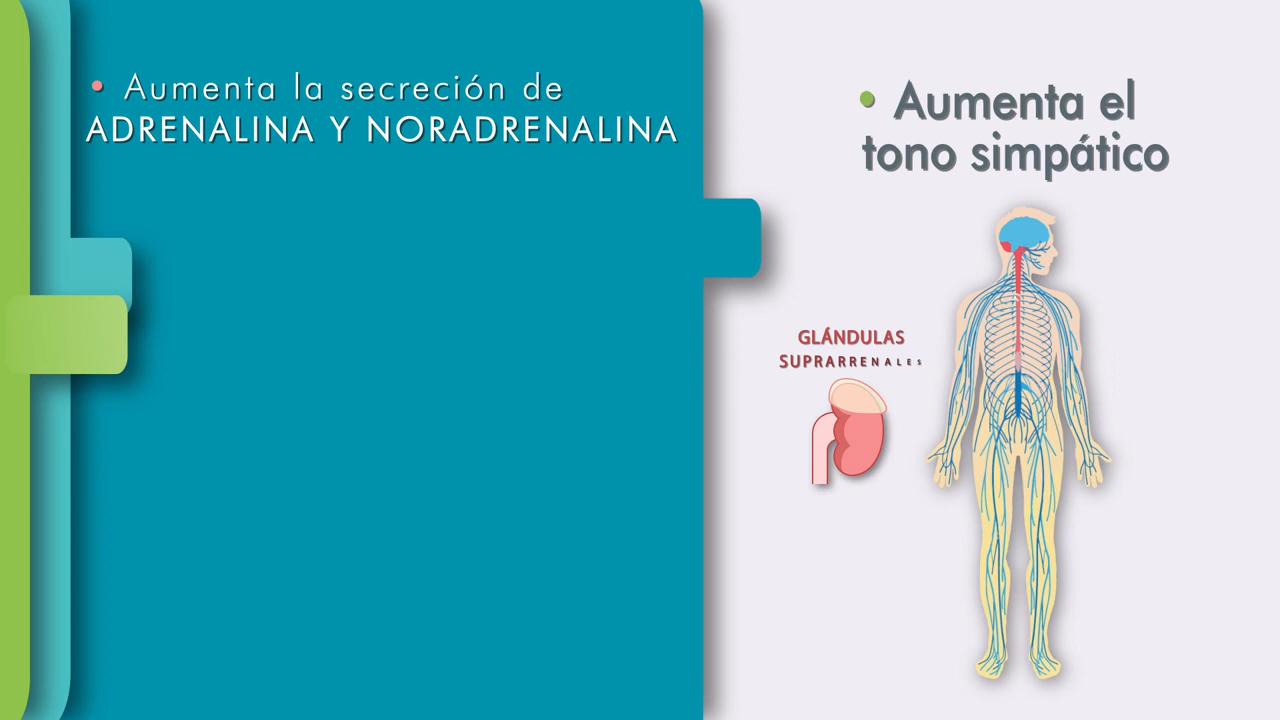 • Aumenta la secreción de
ADRENALINA Y NORADRENALINA
• Aumenta el
tono simpático
GLÁNDULAS
SUPRARRENALES